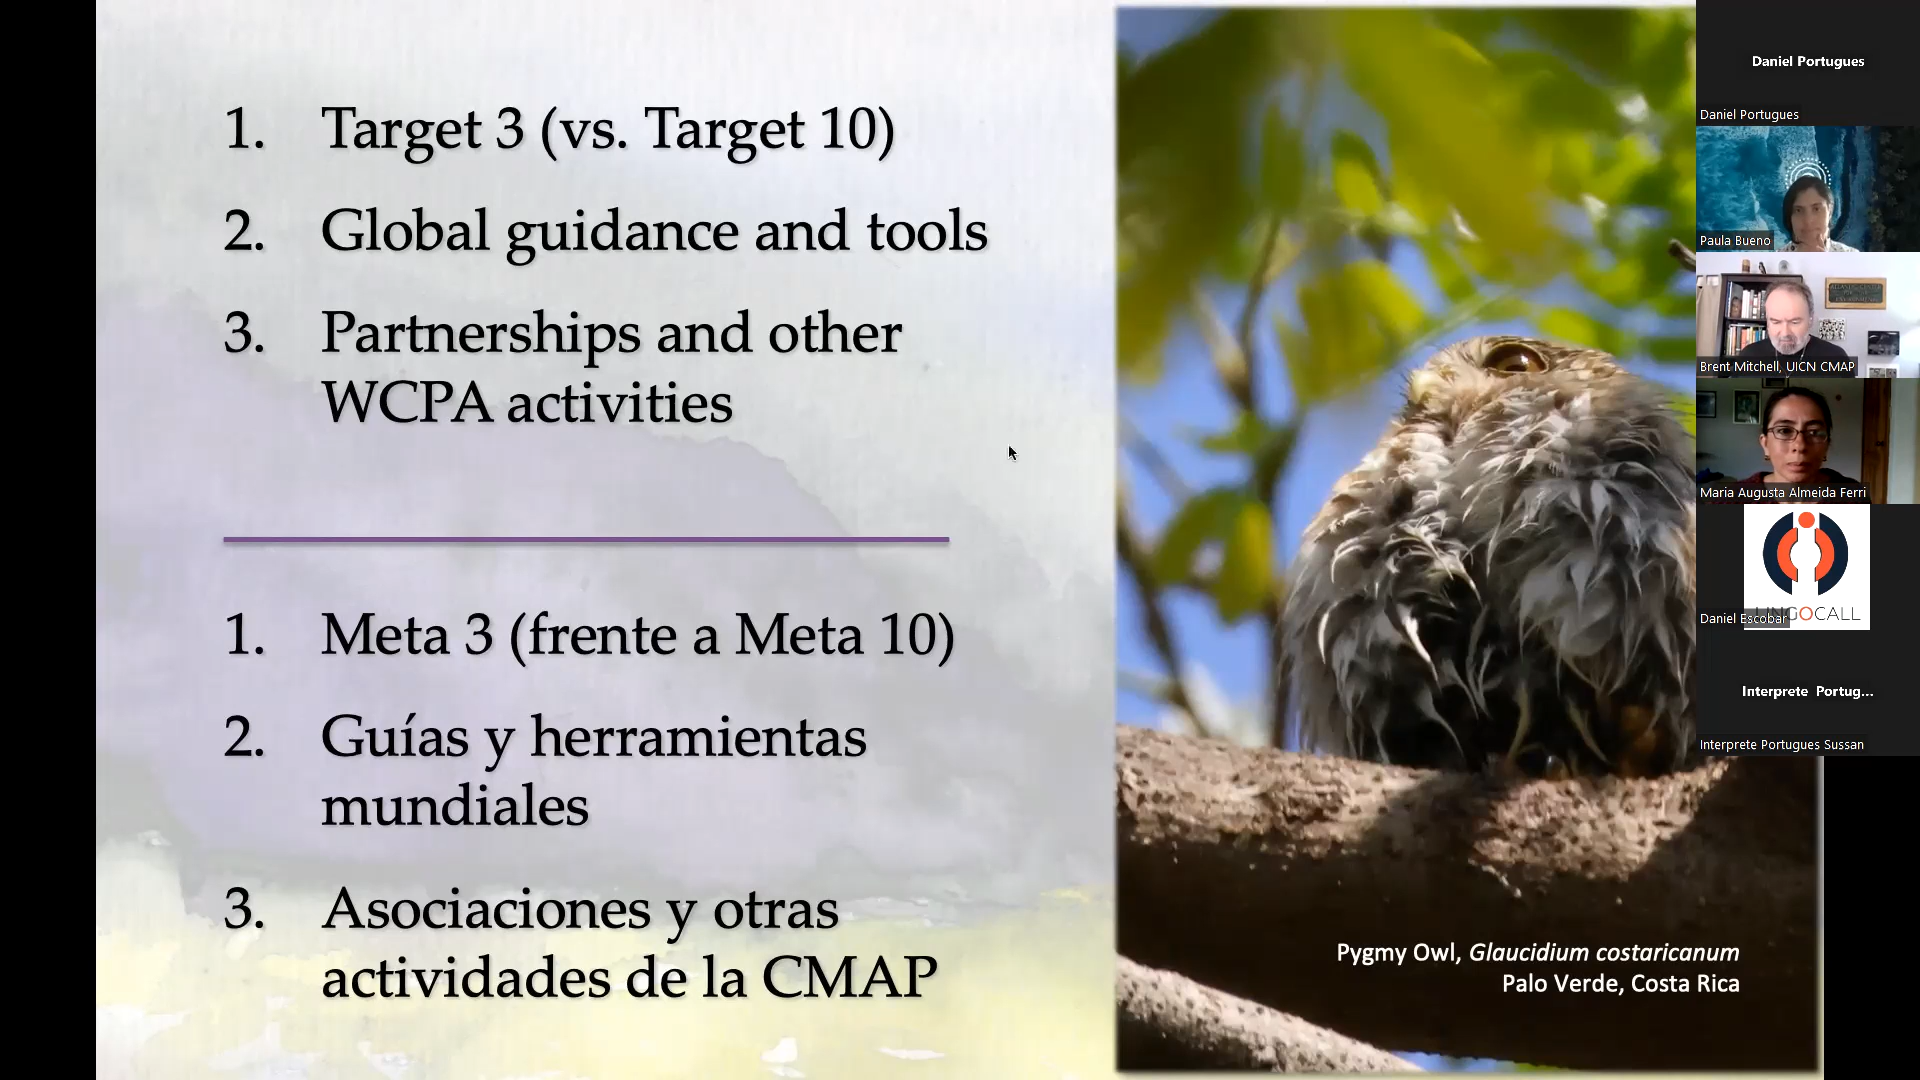 1. Target 3 (vs. Target 10)
2. Global guidance and tools
3. Partnerships and other
WCPA activities
1. Meta 3 (frente a Meta 10)
2. Guías y herramientas
mundiales
3. Asociaciones y otras
actividades de la CMAP
Pygmy Owl, Glaucidium costaricanum
Palo Verde, Costa Rica
Daniel Portugues
Daniel Portugues
Paula Bueno
Brent Mitchell, UICN CMAP
Maria Augusta Almeida Ferri
LINGOCALL
Daniel Escobar
Interprete Portug...
Interprete Portugues Sussan